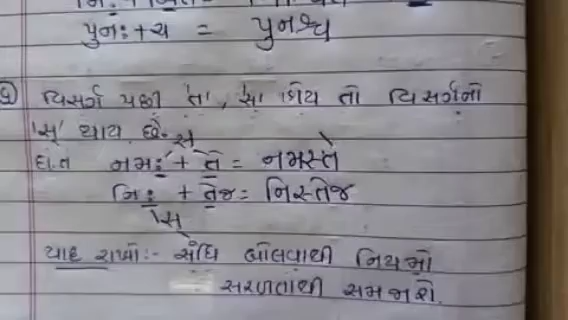 પુનઃ + ચ = પુનશ્ચ
વિસર્ગ પછી 'ત', 'સ' હોય તો વિસર્ગનો
'સ્' થાય છે. સ્
દા.ત નમઃ + તે = નમસ્તે
નિઃ + તેજ = નિસ્તેજ
સ્
યાદ રાખો :- સંધિ બોલવાથી નિયમો
સરળતાથી સમજાશે.